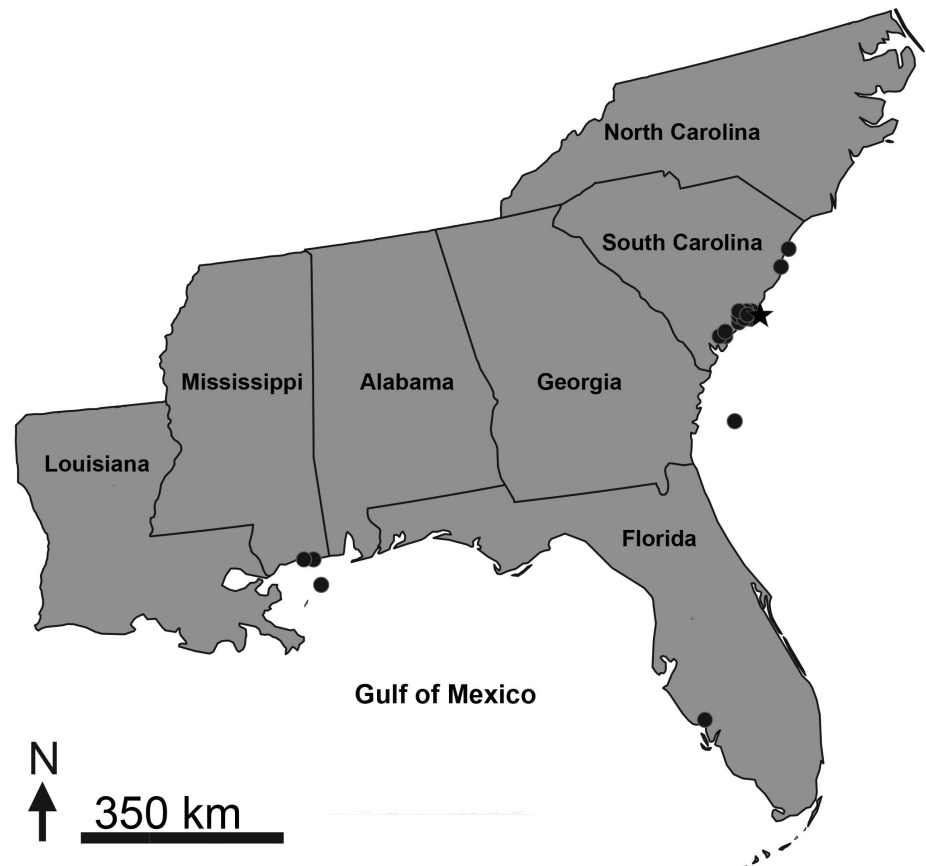 North Carolina
South Carolina
Mississippi
Alabama
Georgia
Louisiana
Florida
Gulf of Mexico
N
350 km